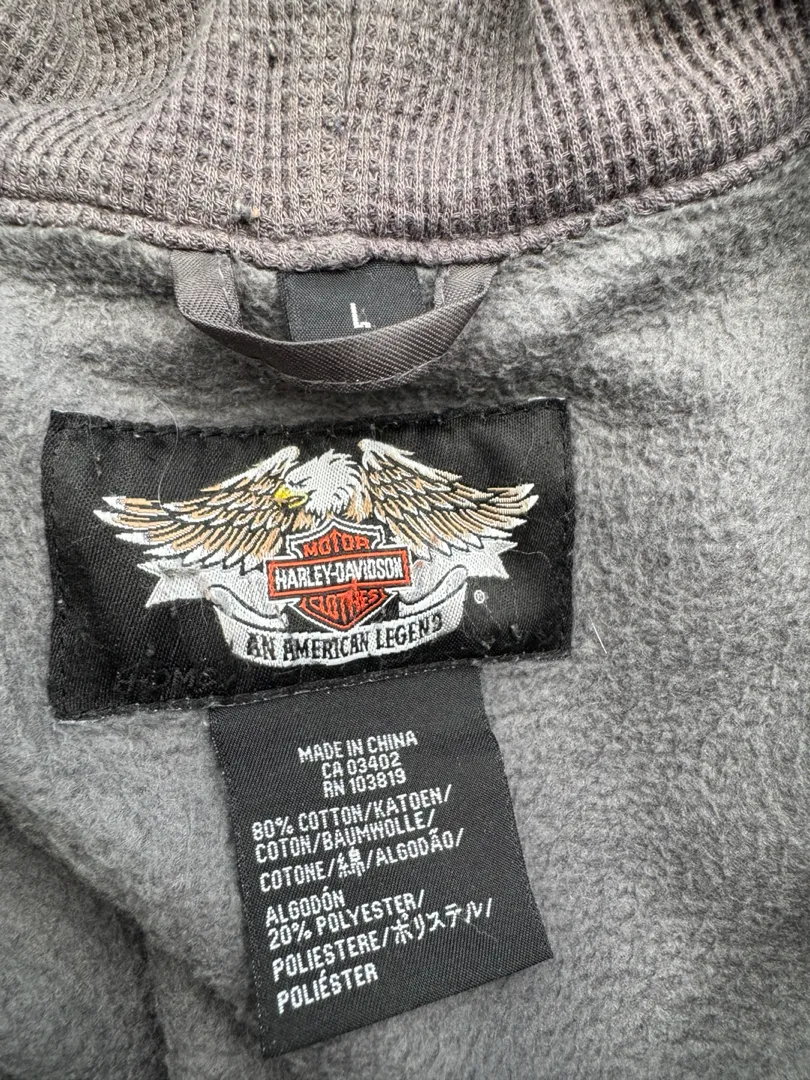 L
MOTOR
HARLEY-DAVIDSON
CLOTHES
®
AN AMERICAN LEGEND
MADE IN CHINA
CA 03402
RN 103819
80% COTTON/KATOEN/
COTON/BAUMWOLLE/
COTONE/綿/ALGODÃO/
ALGODÓN
20% POLYESTER/
POLIESTERE/ポリステル/
POLIÉSTER